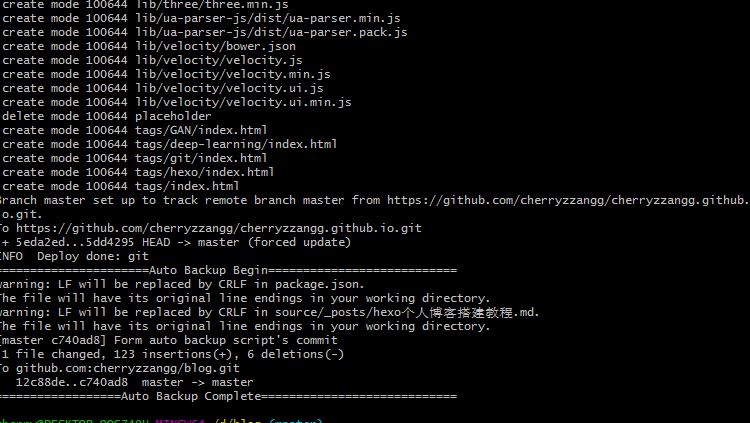 create mode 100644 lib/three/three.min.js
create mode 100644 lib/ua-parser-js/dist/ua-parser.min.js
create mode 100644 lib/ua-parser-js/dist/ua-parser.pack.js
create mode 100644 lib/velocity/bower.json
create mode 100644 lib/velocity/velocity.js
create mode 100644 lib/velocity/velocity.min.js
create mode 100644 lib/velocity/velocity.ui.js
create mode 100644 lib/velocity/velocity.ui.min.js
delete mode 100644 placeholder
create mode 100644 tags/GAN/index.html
create mode 100644 tags/deep-learning/index.html
create mode 100644 tags/git/index.html
create mode 100644 tags/hexo/index.html
create mode 100644 tags/index.html
Branch master set up to track remote branch master from https://github.com/cherryzzangg/cherryzzangg.github.
io.git.
To https://github.com/cherryzzangg/cherryzzangg.github.io.git
+ 5eda2ed...5dd4295 HEAD -> master (forced update)
INFO  Deploy done: git
======================Auto Backup Begin===========================
warning: LF will be replaced by CRLF in package.json.
The file will have its original line endings in your working directory.
warning: LF will be replaced by CRLF in source/_posts/hexo个人博客搭建教程.md.
The file will have its original line endings in your working directory.
[master c740ad8] Form auto backup script's commit
1 file changed, 123 insertions(+), 6 deletions(-)
To github.com:cherryzzangg/blog.git
12c88de..c740ad8  master -> master
==================Auto Backup Complete============================